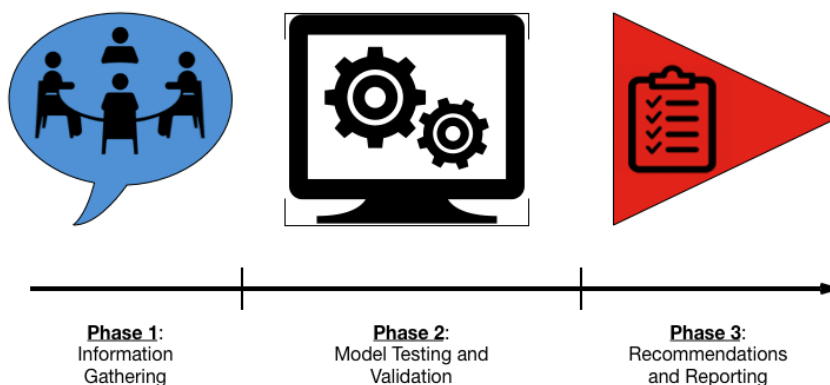 Phase 1:
Information
Gathering
Phase 2:
Model Testing and
Validation
Phase 3:
Recommendations
and Reporting